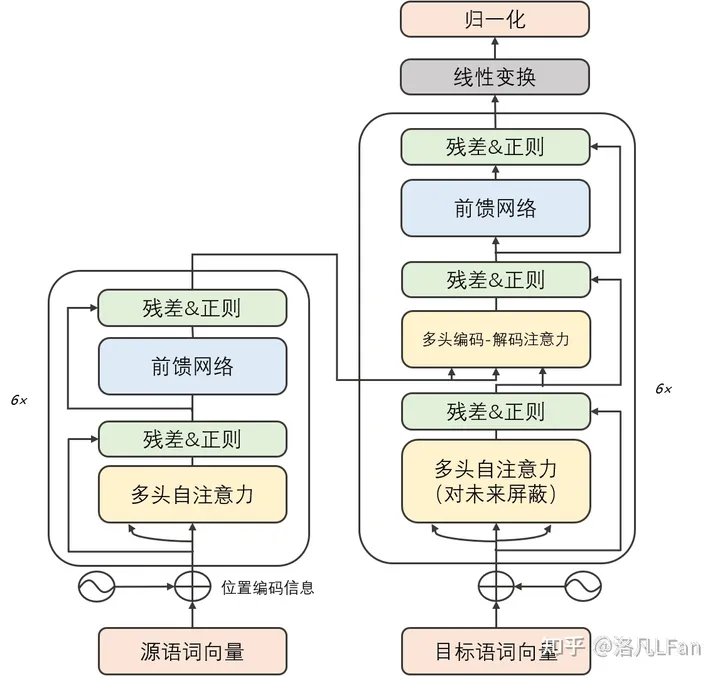 归一化
线性变换
残差&正则
前馈网络
残差&正则
多头编码-解码注意力
残差&正则
多头自注意力
(对未来屏蔽)
6×
残差&正则
前馈网络
残差&正则
多头自注意力
6×
位置编码信息
源语词向量
目标语词向量
知乎 @洛凡LFan